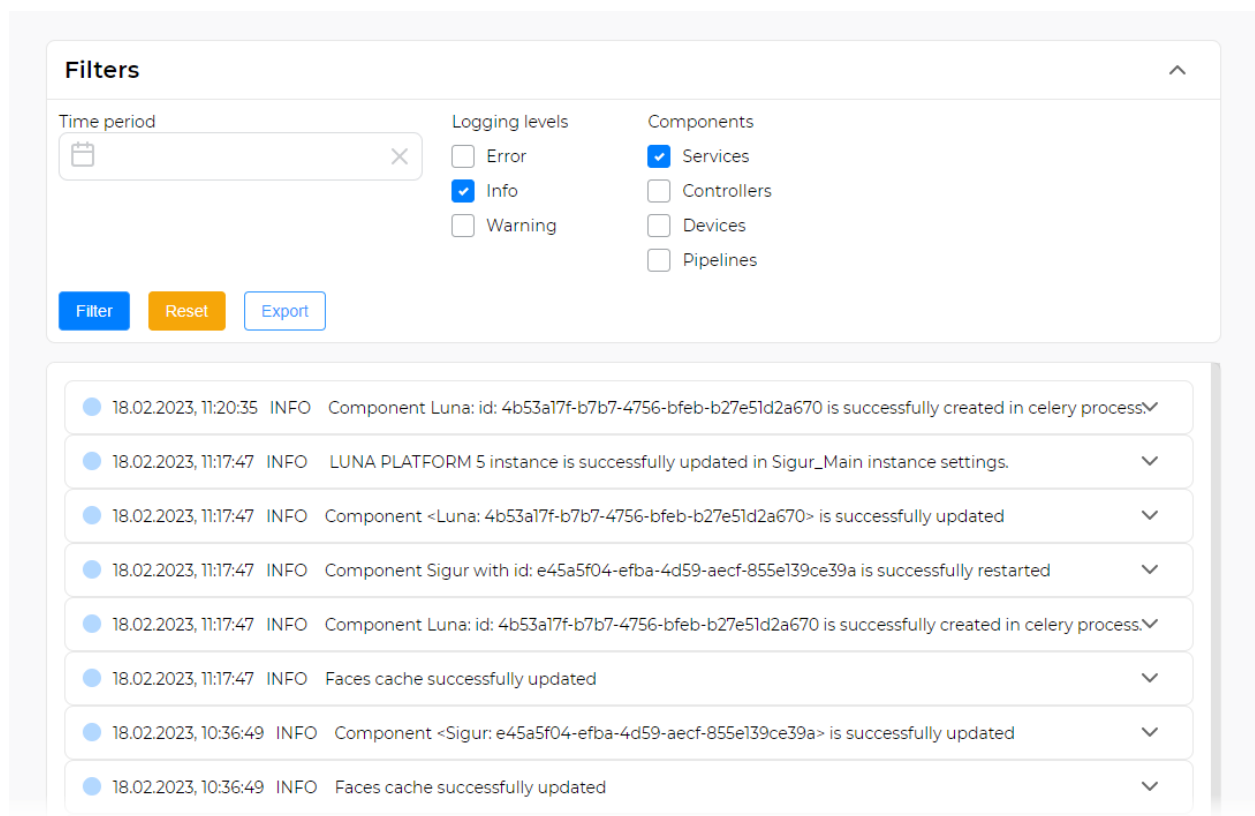 Filters
Time period
Logging levels
Components
Error
Services
Info
Controllers
Warning
Devices
Pipelines
Filter
Reset
Export
18.02.2023, 11:20:35 INFO Component Luna: id: 4b53a17f-b7b7-4756-bfeb-b27e51d2a670 is successfully created in celery process.
18.02.2023, 11:17:47 INFO LUNA PLATFORM 5 instance is successfully updated in Sigur_Main instance settings.
18.02.2023, 11:17:47 INFO Component <Luna: 4b53a17f-b7b7-4756-bfeb-b27e51d2a670> is successfully updated
18.02.2023, 11:17:47 INFO Component Sigur with id: e45a5f04-efba-4d59-aecf-855e139ce39a is successfully restarted
18.02.2023, 11:17:47 INFO Component Luna: id: 4b53a17f-b7b7-4756-bfeb-b27e51d2a670 is successfully created in celery process.
18.02.2023, 11:17:47 INFO Faces cache successfully updated
18.02.2023, 10:36:49 INFO Component <Sigur: e45a5f04-efba-4d59-aecf-855e139ce39a> is successfully updated
18.02.2023, 10:36:49 INFO Faces cache successfully updated